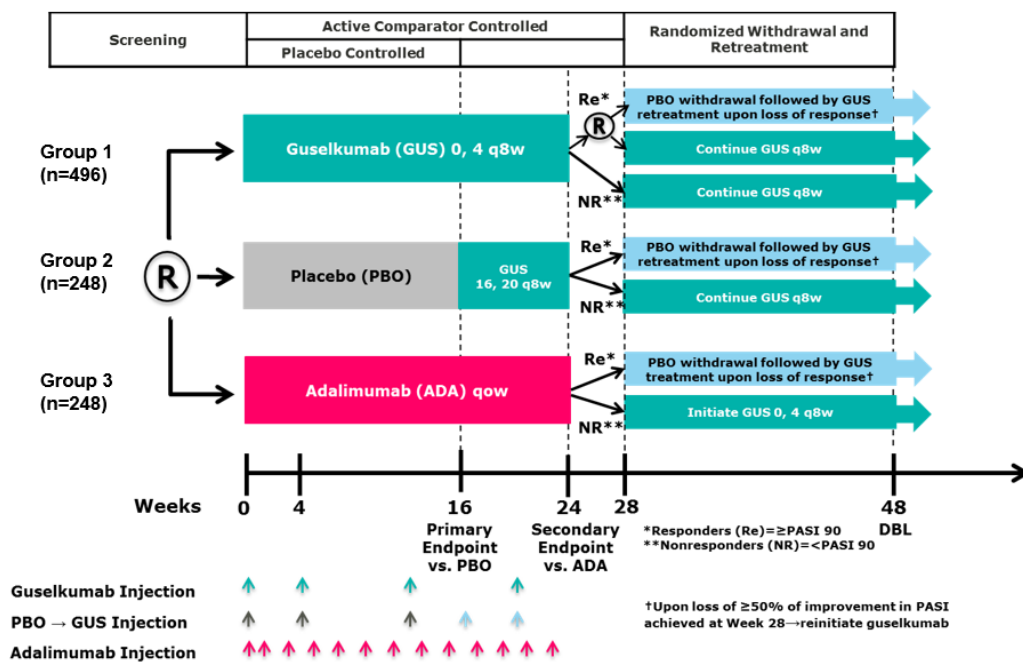 Screening
Active Comparator Controlled
Placebo Controlled
Randomized Withdrawal and
Retreatment
Group 1
(n=496)
Guselkumab (GUS) 0, 4 q8w
Re*
R
NR**
PBO withdrawal followed by GUS
retreatment upon loss of response†
Continue GUS q8w
Continue GUS q8w
Group 2
(n=248)
R
Placebo (PBO)
GUS
16, 20 q8w
Re*
NR**
PBO withdrawal followed by GUS
retreatment upon loss of response†
Continue GUS q8w
Group 3
(n=248)
Adalimumab (ADA) qow
Re*
NR**
PBO withdrawal followed by GUS
treatment upon loss of response†
Initiate GUS 0, 4 q8w
Weeks
0 4 16 24 28 48
Primary
Endpoint
vs. PBO
Secondary
Endpoint
vs. ADA
DBL
*Responders (Re)=≥PASI 90
**Nonresponders (NR)=<PASI 90
Guselkumab Injection
PBO → GUS Injection
Adalimumab Injection
†Upon loss of ≥50% of improvement in PASI
achieved at Week 28→reinitiate guselkumab